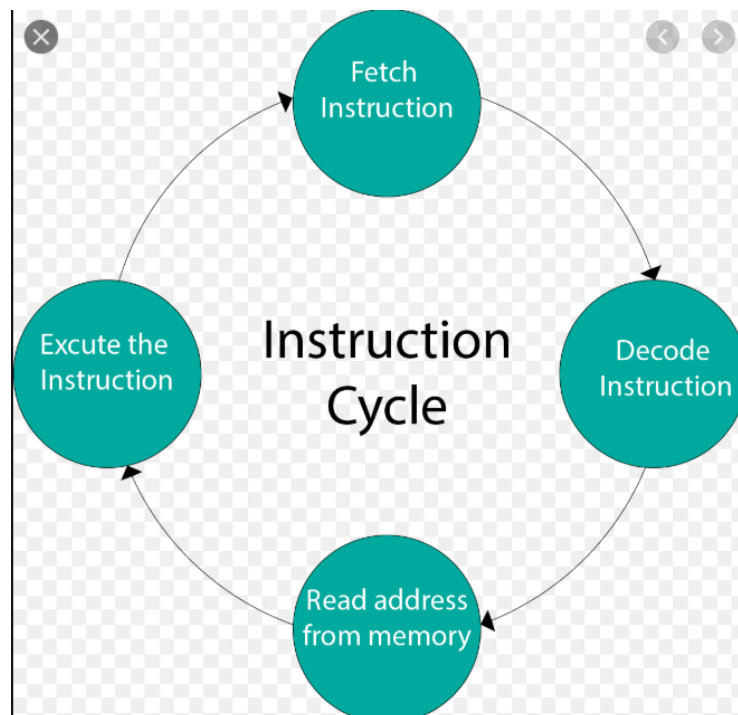 Fetch
Instruction
Excute the
Instruction
Instruction
Cycle
Decode
Instruction
Read address
from memory